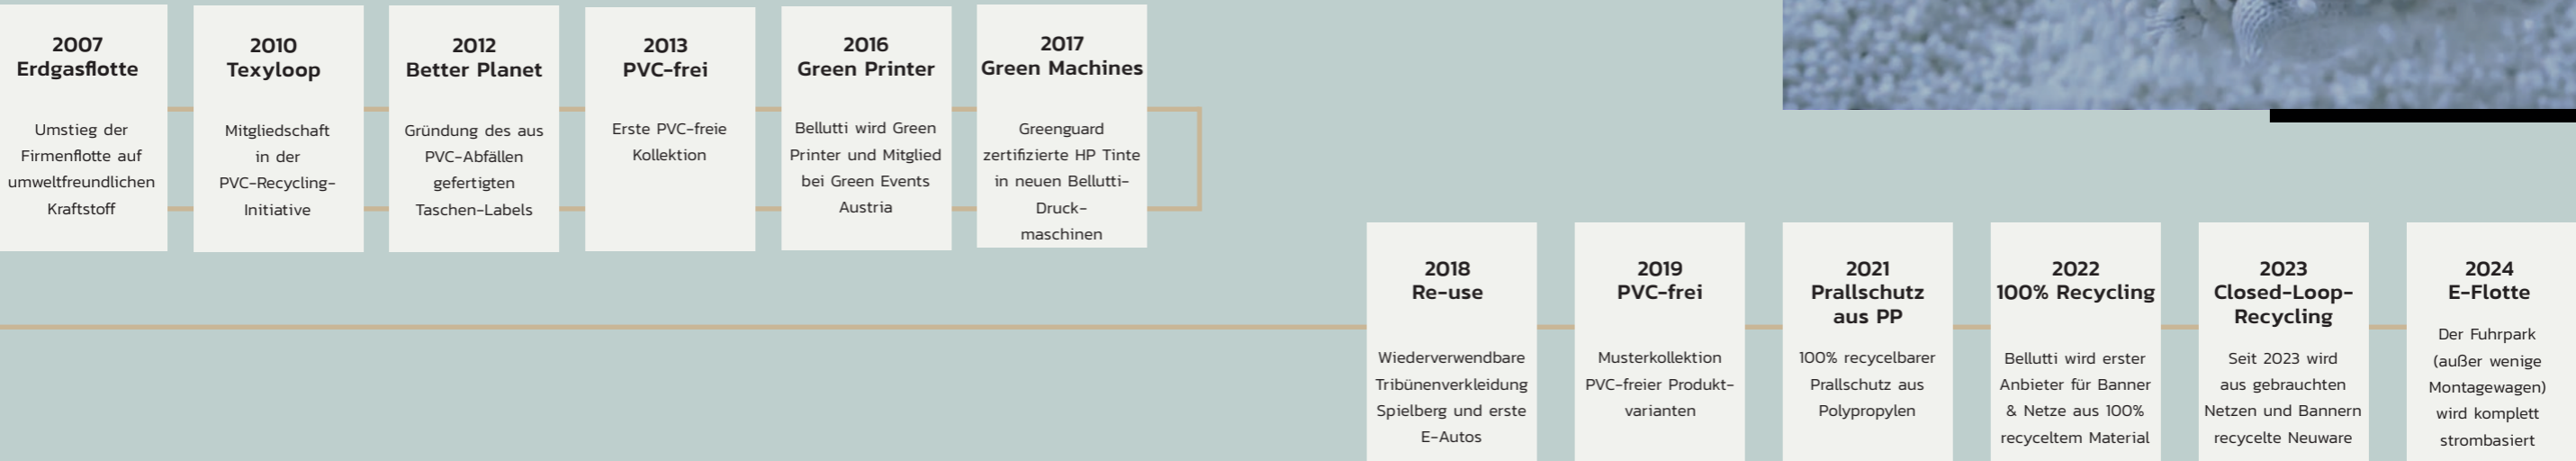 2007
Erdgasflotte
Umstieg der
Firmenflotte auf
umweltfreundlichen
Kraftstoff
2010
Texyloop
Mitgliedschaft
in der
PVC-Recycling-
Initiative
2012
Better Planet
Gründung des aus
PVC-Abfällen
gefertigten
Taschen-Labels
2013
PVC-frei
Erste PVC-freie
Kollektion
2016
Green Printer
Bellutti wird Green
Printer und Mitglied
bei Green Events
Austria
2017
Green Machines
Greenguard
zertifizierte HP Tinte
in neuen Bellutti-
Druck-
maschinen
2018
Re-use
Wiederverwendbare
Tribünenverkleidung
Spielberg und erste
E-Autos
2019
PVC-frei
Musterkollektion
PVC-freier Produkt-
varianten
2021
Prallschutz
aus PP
100% recycelbarer
Prallschutz aus
Polypropylen
2022
100% Recycling
Bellutti wird erster
Anbieter für Banner
& Netze aus 100%
recyceltem Material
2023
Closed-Loop-
Recycling
Seit 2023 wird
aus gebrauchten
Netzen und Bannern
recycelte Neuware
2024
E-Flotte
Der Fuhrpark
(außer wenige
Montagewagen)
wird komplett
strombasiert